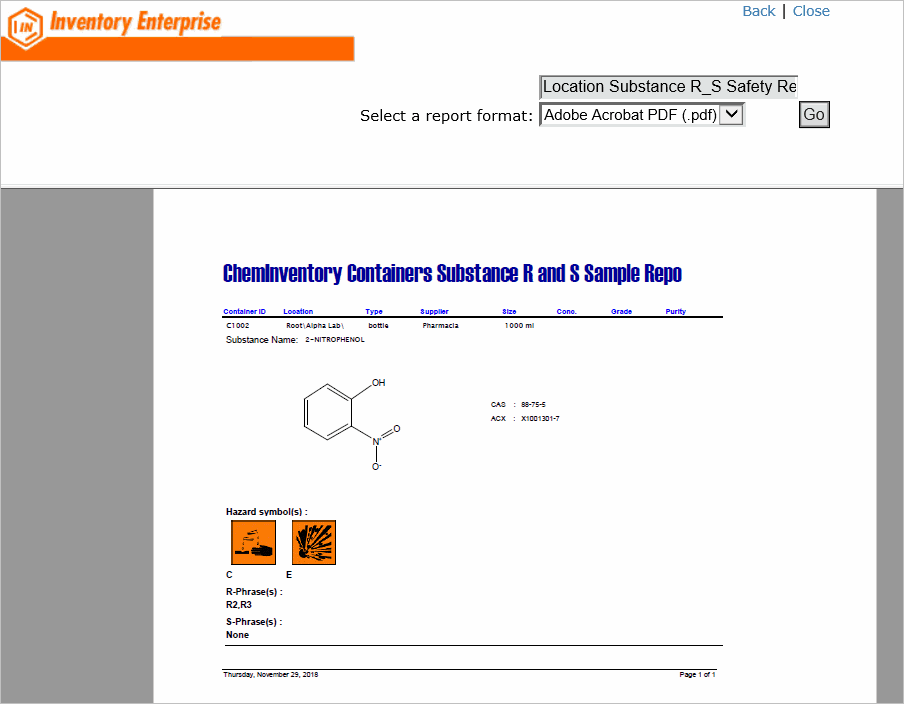 IN Inventory Enterprise
Back | Close
Location Substance R_S Safety Re
Select a report format: Adobe Acrobat PDF (.pdf) Go
ChemInventory Containers Substance R and S Sample Repo
Container ID Location Type Supplier Size Conc. Grade Purity
C1002 Root\Alpha Lab\ bottle Pharmacia 1000 ml
Substance Name: 2-NITROPHENOL
OH
CAS : 88-75-5
ACX : X1001301-7
N+ O
O-
Hazard symbol(s) :
C E
R-Phrase(s) :
R2,R3
S-Phrase(s) :
None
Thursday, November 29, 2018 Page 1 of 1